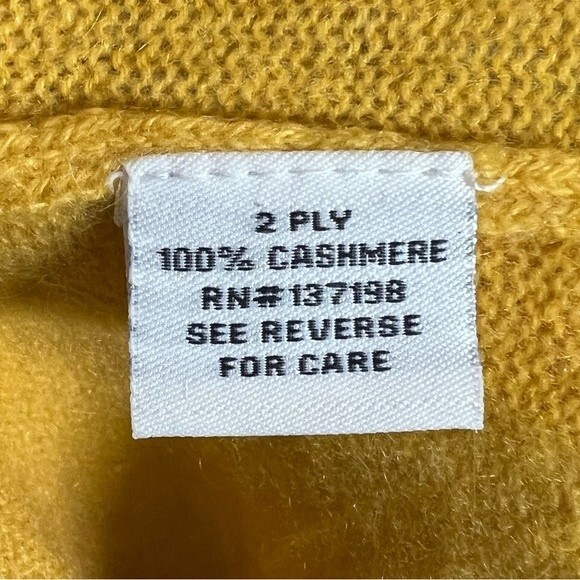 2 PLY
100% CASHMERE
RN#137198
SEE REVERSE
FOR CARE